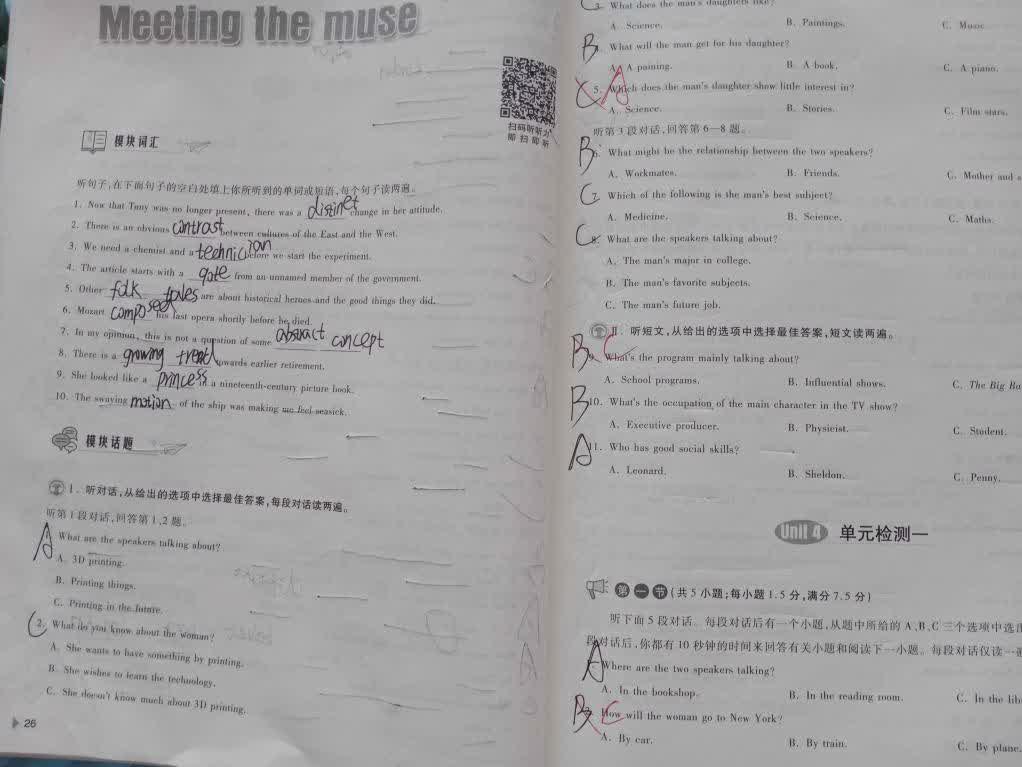 Meeting the muse
扫码听听力
即扫即听
模块词汇
听句子,在下面句子的空白处填上你所听到的单词或短语,每个句子读两遍。
1. Now that Tony was no longer present, there was a distinct change in her attitude.
2. There is an obvious contrast between cultures of the East and the West.
3. We need a chemist and a technician before we start the experiment.
4. The article starts with a qote from an unnamed member of the government.
5. Other folk tales are about historical heroes and the good things they did.
6. Mozart composed his last opera shortly before he died.
7. In my opinion, this is not a question of some abstract concept
8. There is a growing trend towards earlier retirement.
9. She looked like a princess in a nineteenth-century picture book.
10. The swaying motion of the ship was making me feel seasick.
模块话题
Ⅰ. 听对话,从给出的选项中选择最佳答案,每段对话读两遍。
听第1段对话,回答第1、2题。
A What are the speakers talking about?
A. 3D printing.
B. Printing things.
C. Printing in the future.
C 2. What do you know about the woman?
A. She wants to have something by printing.
B. She wishes to learn the technology.
C. She doesn't know much about 3D printing.
26
C 3. What does the man's daughters like?
A. Science. B. Paintings. C. Music
B What will the man get for his daughter?
A. A paining. B. A book. C. A piano.
C A 5. Which does the man's daughter show little interest in?
A. Science. B. Stories. C. Film stars.
听第3段对话,回答第6—8题。
B What might be the relationship between the two speakers?
A. Workmates. B. Friends. C. Mother and
C 7. Which of the following is the man's best subject?
A. Medicine. B. Science. C. Maths.
C 8. What are the speakers talking about?
A. The man's major in college.
B. The man's favorite subjects.
C. The man's future job.
Ⅱ. 听短文,从给出的选项中选择最佳答案,短文读两遍。
B C 9. What's the program mainly talking about?
A. School programs. B. Influential shows. C. The Big
B 10. What's the occupation of the main character in the TV show?
A. Executive producer. B. Physicist. C. Student.
A 11. Who has good social skills?
A. Leonard. B. Sheldon. C. Penny.
Unit 4 单元检测一
第一节 (共5小题;每小题1.5分,满分7.5分)
听下面5段对话。每段对话后有一个小题,从题中所给的A、B、C三个选项中选出
段对话后,你都有10秒钟的时间来回答有关小题和阅读下一小题。每段对话仅读一遍
A Where are the two speakers talking?
A. In the bookshop. B. In the reading room. C. In the
B C How will the woman go to New York?
A. By car. B. By train. C. By plane.